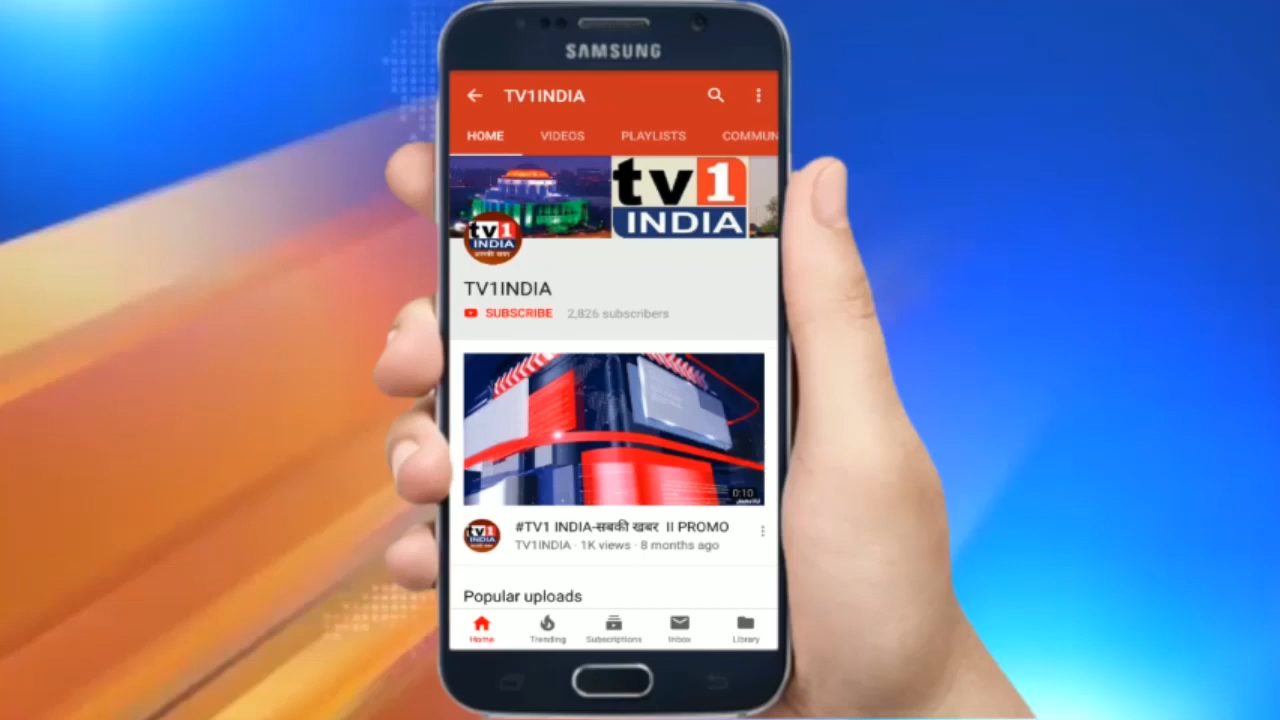 SAMSUNG
TV1INDIA
HOME VIDEOS PLAYLISTS COMMUN
tv1
INDIA
tv1
INDIA
TV1INDIA
SUBSCRIBE 2,826 subscribers
0:10
#TV1 INDIA-सबकी खबर II PROMO
TV1INDIA · 1K views · 8 months ago
tv1
INDIA
Popular uploads
Home Trending Subscriptions Inbox Library